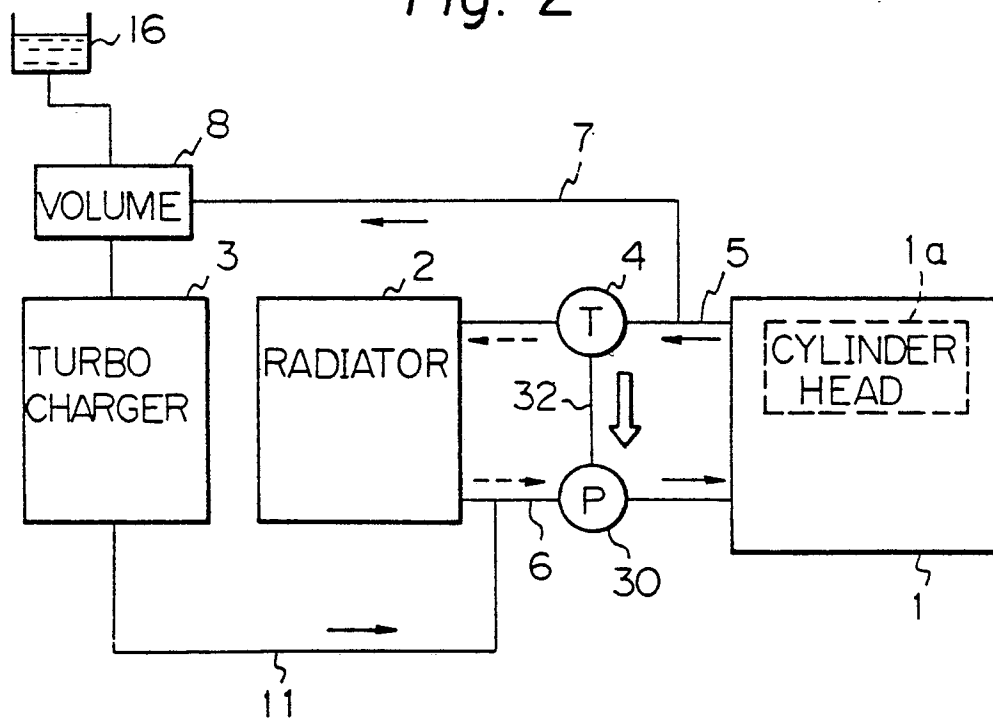 Fig. 2
16
8
7
VOLUME
3
2
4
5
1a
T
TURBO
CHARGER
RADIATOR
CYLINDER
HEAD
32
P
6
30
1
11